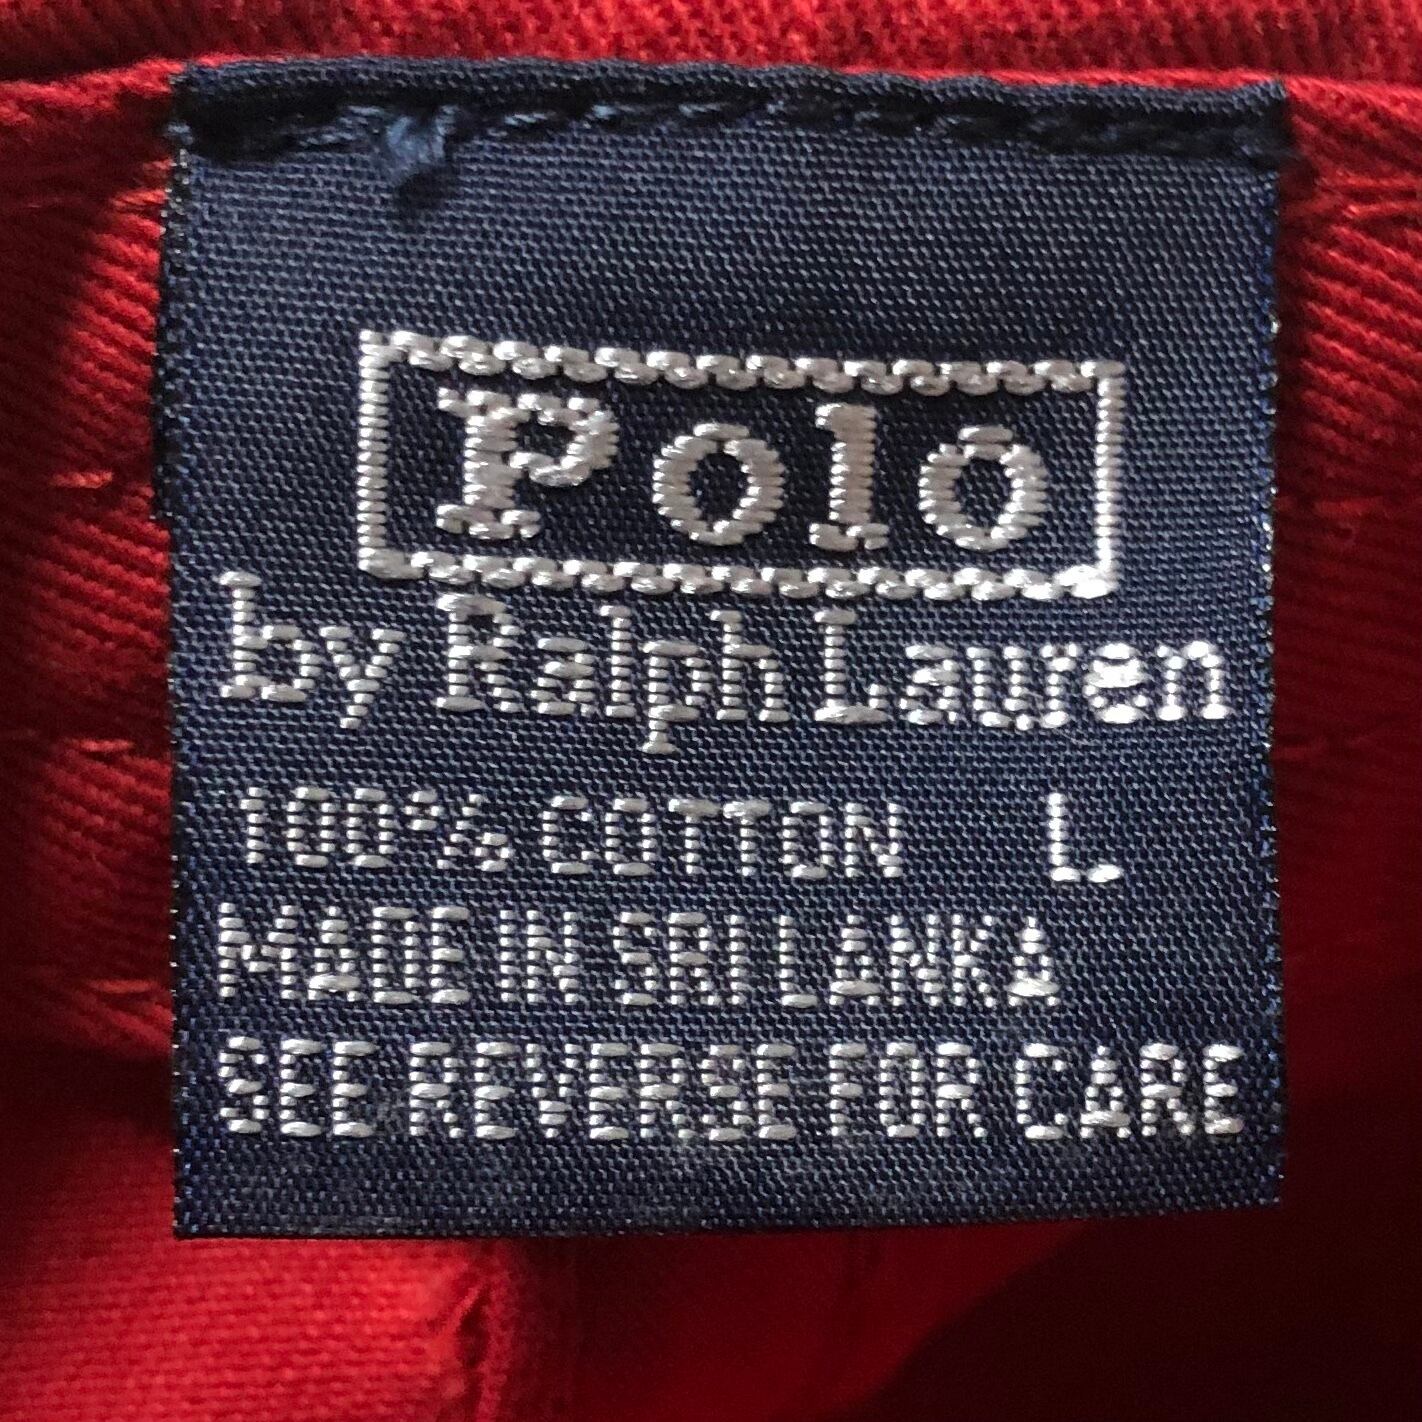 Polo
by Ralph Lauren
100% COTTON L
MADE IN SRI LANKA
SEE REVERSE FOR CARE